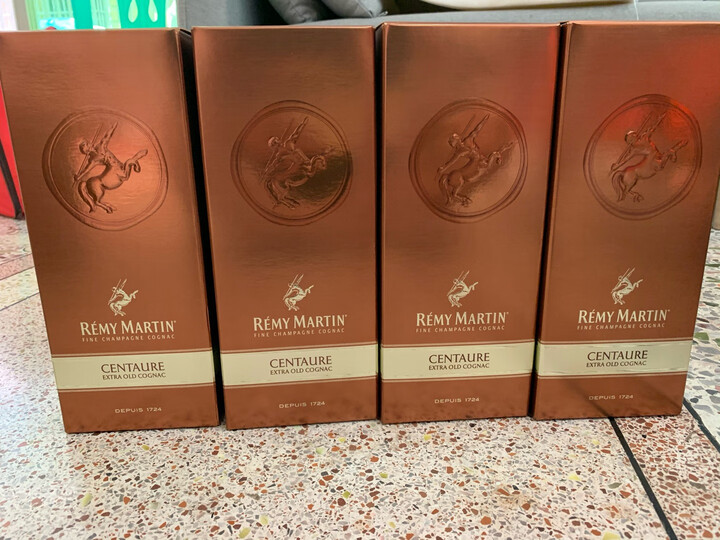 RÉMY MARTIN
FINE CHAMPAGNE COGNAC
CENTAURE
EXTRA OLD COGNAC
DEPUIS 1724
RÉMY MARTIN
FINE CHAMPAGNE COGNAC
CENTAURE
EXTRA OLD COGNAC
DEPUIS 1724
RÉMY MARTIN
FINE CHAMPAGNE COGNAC
CENTAURE
EXTRA OLD COGNAC
DEPUIS 1724
RÉMY MARTIN
FINE CHAMPAGNE COGNAC
CENTAURE
EXTRA OLD COGNAC
DEPUIS 1724